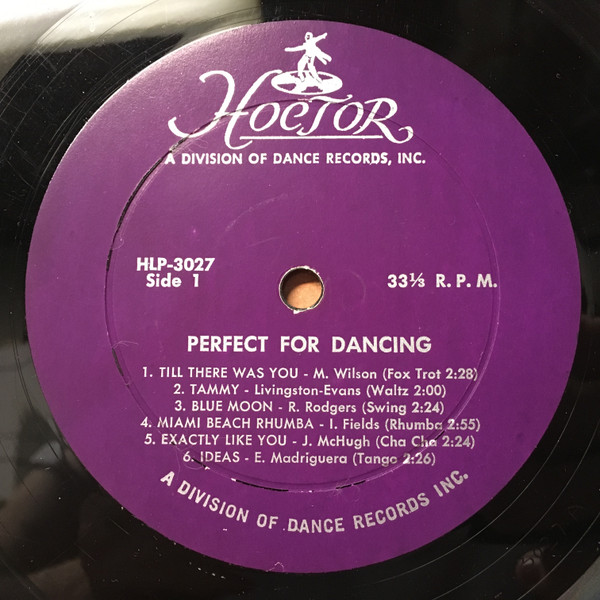 HOCTOR
A DIVISION OF DANCE RECORDS, INC.
HLP-3027
Side 1
33⅓ R. P. M.
PERFECT FOR DANCING
1. TILL THERE WAS YOU - M. Wilson (Fox Trot 2:28)
2. TAMMY - Livingston-Evans (Waltz 2:00)
3. BLUE MOON - R. Rodgers (Swing 2:24)
4. MIAMI BEACH RHUMBA - I. Fields (Rhumba 2:55)
5. EXACTLY LIKE YOU - J. McHugh (Cha Cha 2:24)
6. IDEAS - E. Madriguera (Tango 2:26)
A DIVISION OF DANCE RECORDS INC.